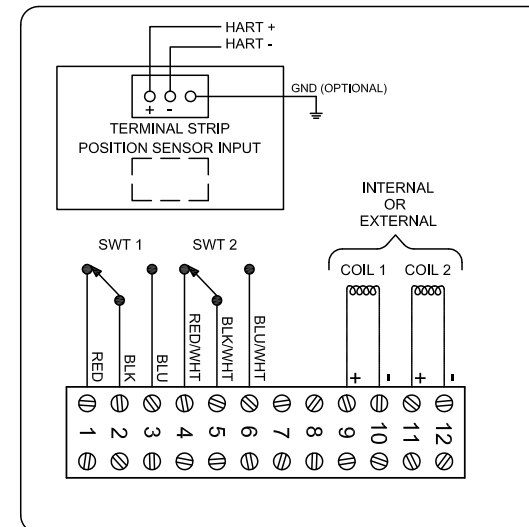 HART +
HART -
GND (OPTIONAL)
+ -
TERMINAL STRIP
POSITION SENSOR INPUT
INTERNAL
OR
EXTERNAL
SWT 1
SWT 2
COIL 1
COIL 2
RED
BLK
BLU
RED/WHT
BLK/WHT
BLU/WHT
+ - + -
1 2 3 4 5 6 7 8 9 10 11 12